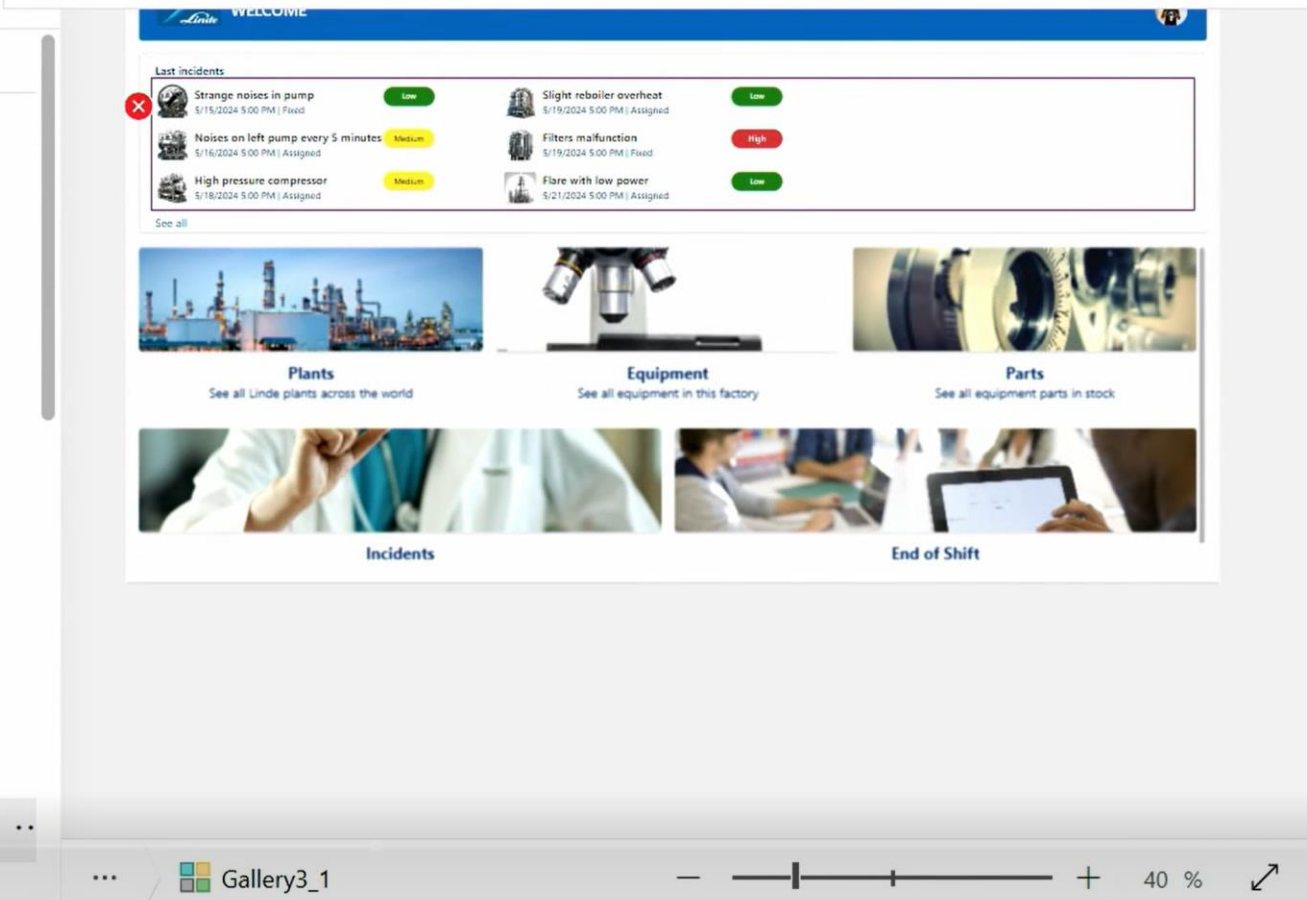 Linde WELCOME
Last incidents
Strange noises in pump Low
5/15/2024 5:00 PM | Fixed
Noises on left pump every 5 minutes Medium
5/16/2024 5:00 PM | Assigned
High pressure compressor Medium
5/18/2024 5:00 PM | Assigned
Slight reboiler overheat Low
5/19/2024 5:00 PM | Assigned
Filters malfunction High
5/19/2024 5:00 PM | Fixed
Flare with low power Low
5/21/2024 5:00 PM | Assigned
See all
Plants
See all Linde plants across the world
Equipment
See all equipment in this factory
Parts
See all equipment parts in stock
Incidents
End of Shift
Gallery3_1
40 %